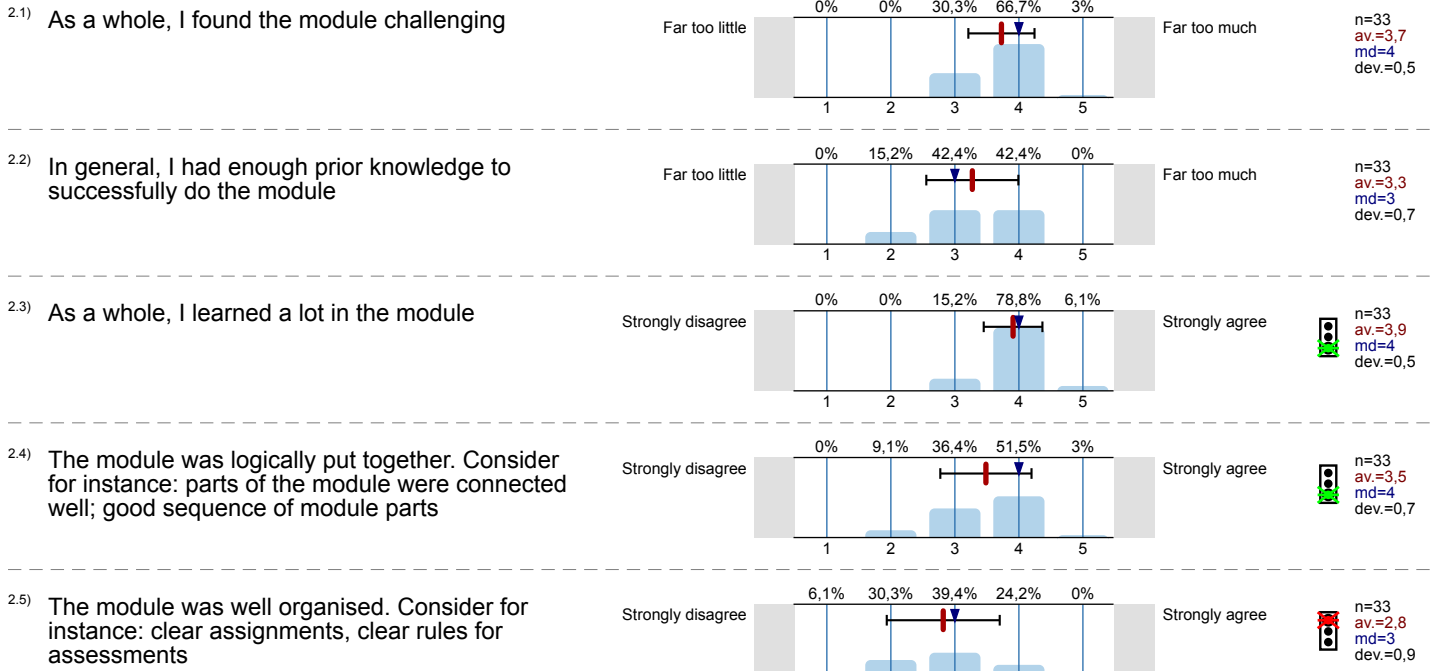 2.1) As a whole, I found the module challenging
Far too little
0% 0% 30,3% 66,7% 3%
1 2 3 4 5
Far too much
n=33
av.=3,7
md=4
dev.=0,5
2.2) In general, I had enough prior knowledge to
successfully do the module
Far too little
0% 15,2% 42,4% 42,4% 0%
1 2 3 4 5
Far too much
n=33
av.=3,3
md=3
dev.=0,7
2.3) As a whole, I learned a lot in the module
Strongly disagree
0% 0% 15,2% 78,8% 6,1%
1 2 3 4 5
Strongly agree
n=33
av.=3,9
md=4
dev.=0,5
2.4) The module was logically put together. Consider
for instance: parts of the module were connected
well; good sequence of module parts
Strongly disagree
0% 9,1% 36,4% 51,5% 3%
1 2 3 4 5
Strongly agree
n=33
av.=3,5
md=4
dev.=0,7
2.5) The module was well organised. Consider for
instance: clear assignments, clear rules for
assessments
Strongly disagree
6,1% 30,3% 39,4% 24,2% 0%
Strongly agree
n=33
av.=2,8
md=3
dev.=0,9